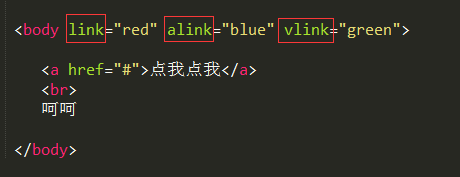 <body link="red" alink="blue" vlink="green">
<a href="#">点我点我</a>
<br>
呵呵
</body>